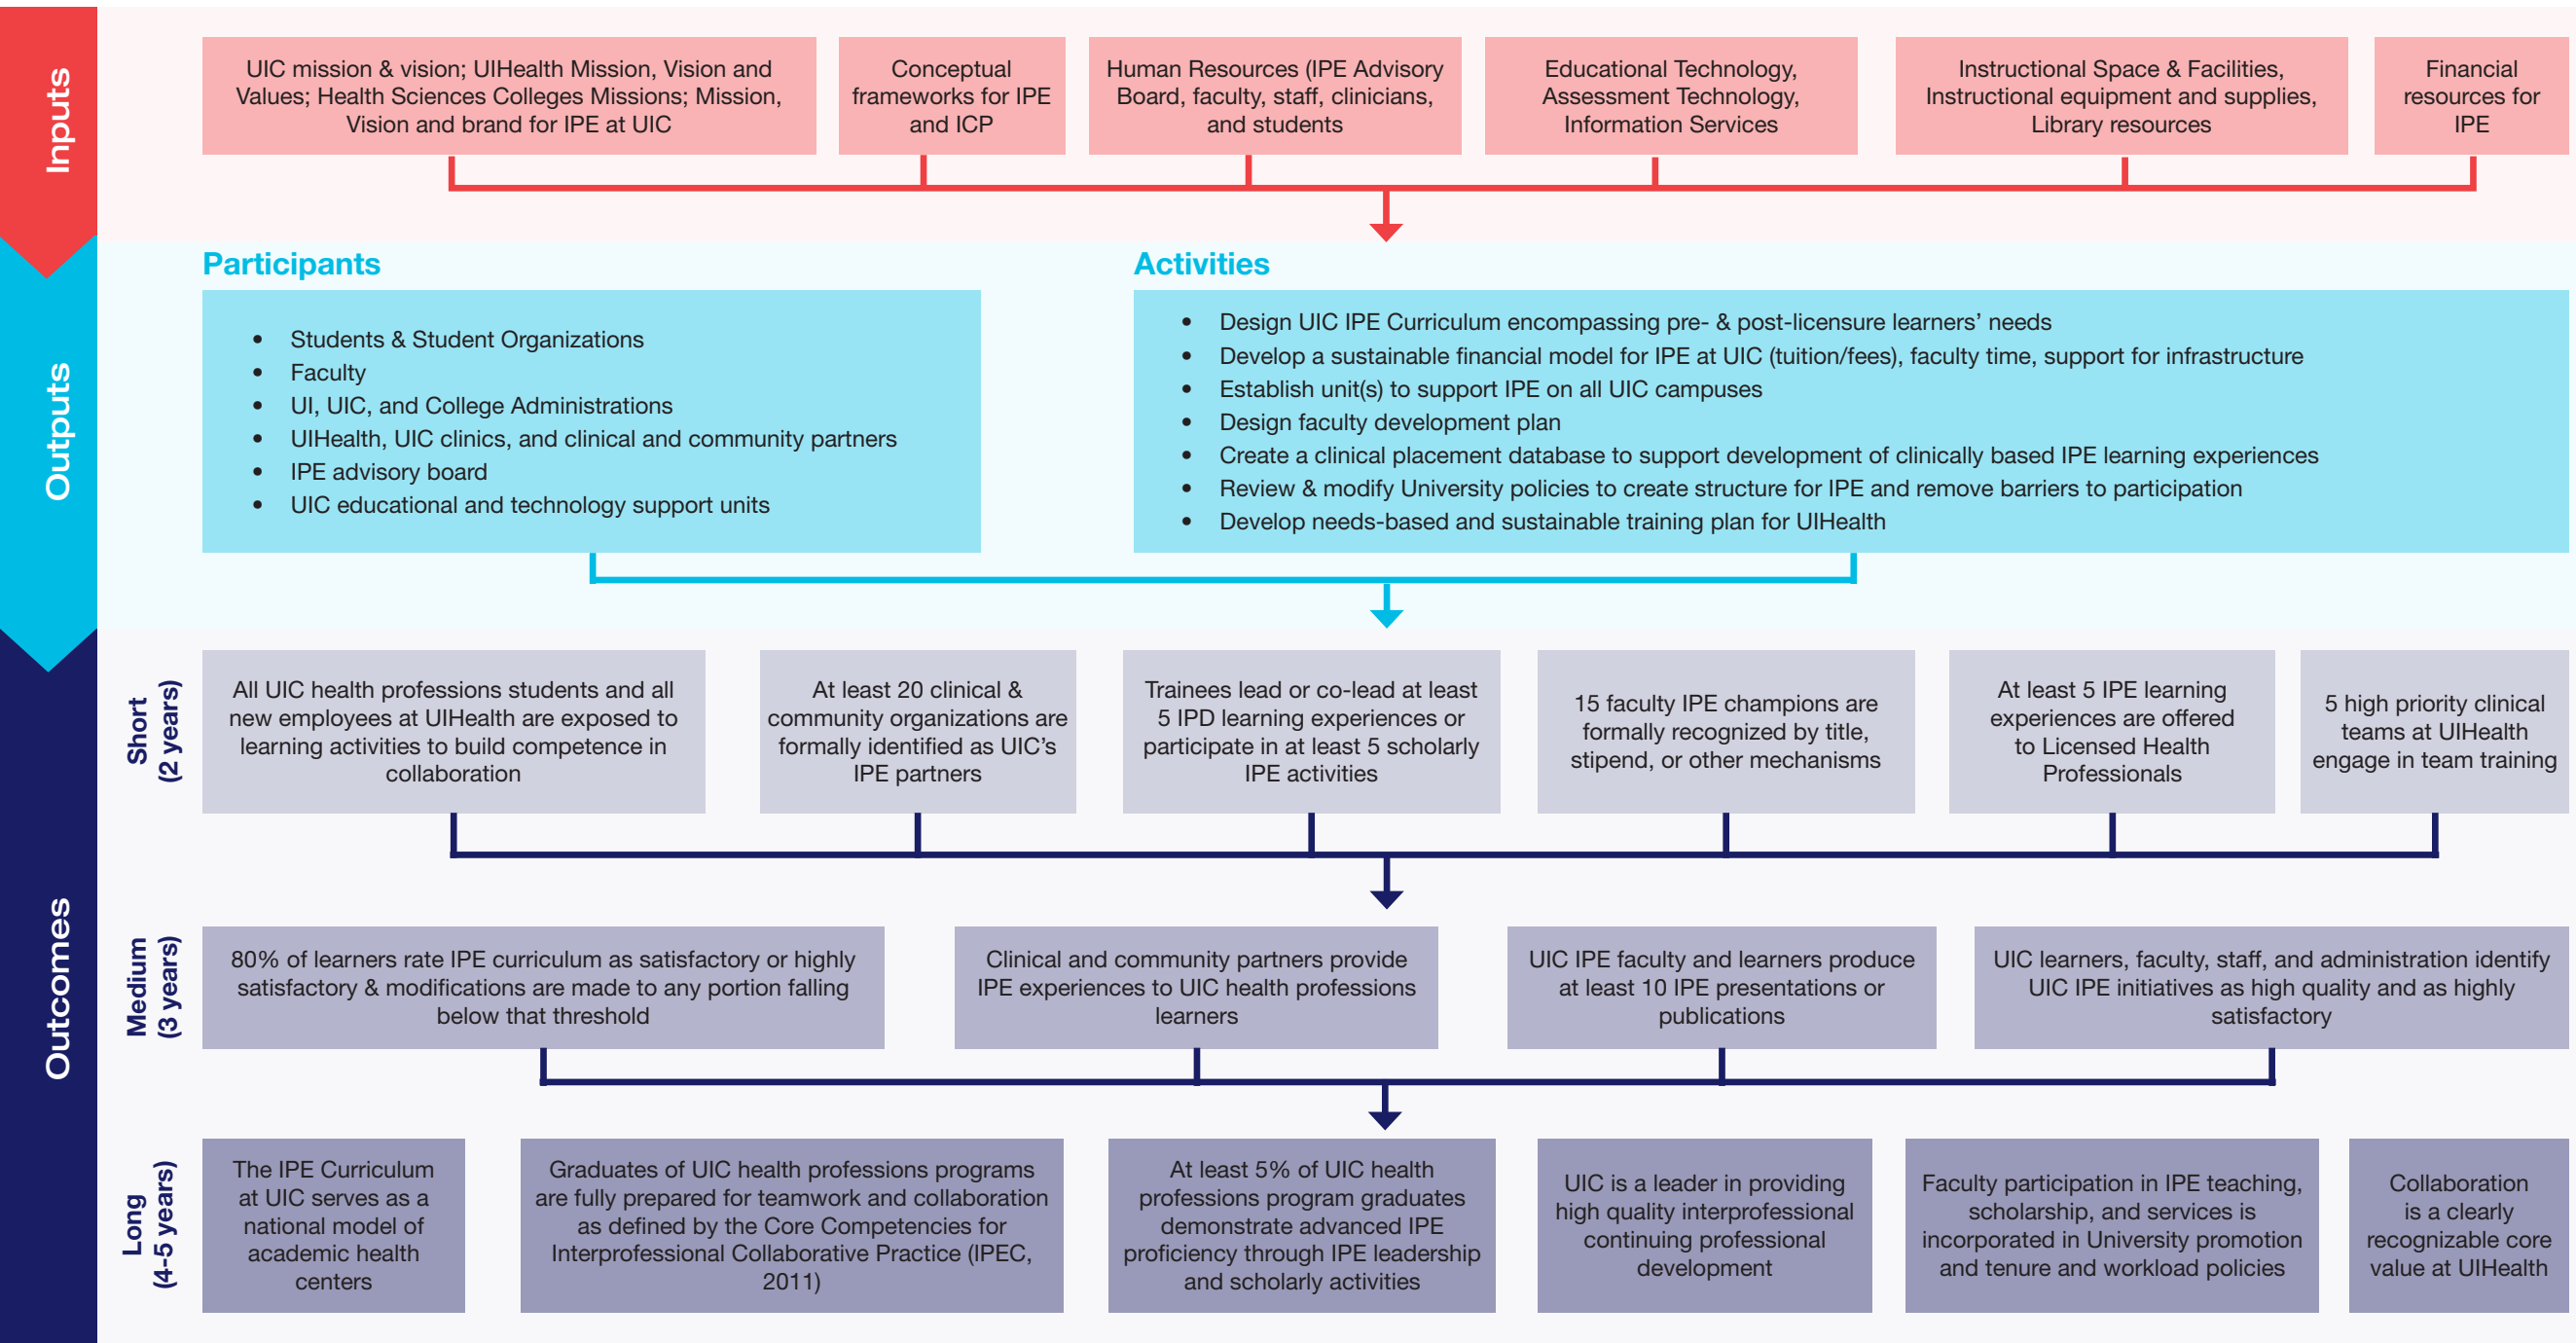 Inputs
UIC mission & vision; UIHealth Mission, Vision and
Values; Health Sciences Colleges Missions; Mission,
Vision and brand for IPE at UIC
Conceptual
frameworks for IPE
and ICP
Human Resources (IPE Advisory
Board, faculty, staff, clinicians,
and students
Educational Technology,
Assessment Technology,
Information Services
Instructional Space & Facilities,
Instructional equipment and supplies,
Library resources
Financial
resources for
IPE
Outputs
Participants
• Students & Student Organizations
• Faculty
• UI, UIC, and College Administrations
• UIHealth, UIC clinics, and clinical and community partners
• IPE advisory board
• UIC educational and technology support units
Activities
• Design UIC IPE Curriculum encompassing pre- & post-licensure learners’ needs
• Develop a sustainable financial model for IPE at UIC (tuition/fees), faculty time, support for infrastructure
• Establish unit(s) to support IPE on all UIC campuses
• Design faculty development plan
• Create a clinical placement database to support development of clinically based IPE learning experiences
• Review & modify University policies to create structure for IPE and remove barriers to participation
• Develop needs-based and sustainable training plan for UIHealth
Outcomes
Short
(2 years)
All UIC health professions students and all
new employees at UIHealth are exposed to
learning activities to build competence in
collaboration
At least 20 clinical &
community organizations are
formally identified as UIC’s
IPE partners
Trainees lead or co-lead at least
5 IPD learning experiences or
participate in at least 5 scholarly
IPE activities
15 faculty IPE champions are
formally recognized by title,
stipend, or other mechanisms
At least 5 IPE learning
experiences are offered
to Licensed Health
Professionals
5 high priority clinical
teams at UIHealth
engage in team training
Medium
(3 years)
80% of learners rate IPE curriculum as satisfactory or highly
satisfactory & modifications are made to any portion falling
below that threshold
Clinical and community partners provide
IPE experiences to UIC health professions
learners
UIC IPE faculty and learners produce
at least 10 IPE presentations or
publications
UIC learners, faculty, staff, and administration identify
UIC IPE initiatives as high quality and as highly
satisfactory
Long
(4-5 years)
The IPE Curriculum
at UIC serves as a
national model of
academic health
centers
Graduates of UIC health professions programs
are fully prepared for teamwork and collaboration
as defined by the Core Competencies for
Interprofessional Collaborative Practice (IPEC,
2011)
At least 5% of UIC health
professions program graduates
demonstrate advanced IPE
proficiency through IPE leadership
and scholarly activities
UIC is a leader in providing
high quality interprofessional
continuing professional
development
Faculty participation in IPE teaching,
scholarship, and services is
incorporated in University promotion
and tenure and workload policies
Collaboration
is a clearly
recognizable core
value at UIHealth